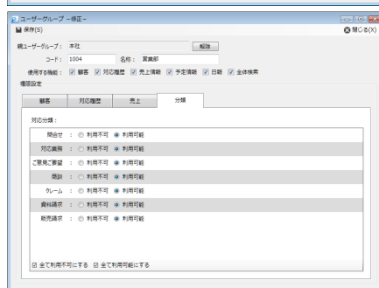 ユーザーグループ －修正－
保存(S) 閉じる(X)
親ユーザーグループ： 本社 解除
コード： 1004 名称： 営業部
使用する機能： 顧客 対応履歴 売上情報 予定情報 日報 全体検索
権限設定
顧客 対応履歴 売上 分類
対応分類：
問合せ ： 利用不可 利用可能
対応業務 ： 利用不可 利用可能
ご意見ご要望 ： 利用不可 利用可能
商談 ： 利用不可 利用可能
クレーム ： 利用不可 利用可能
資料請求 ： 利用不可 利用可能
販売請求 ： 利用不可 利用可能
全て利用不可にする 全て利用可能にする